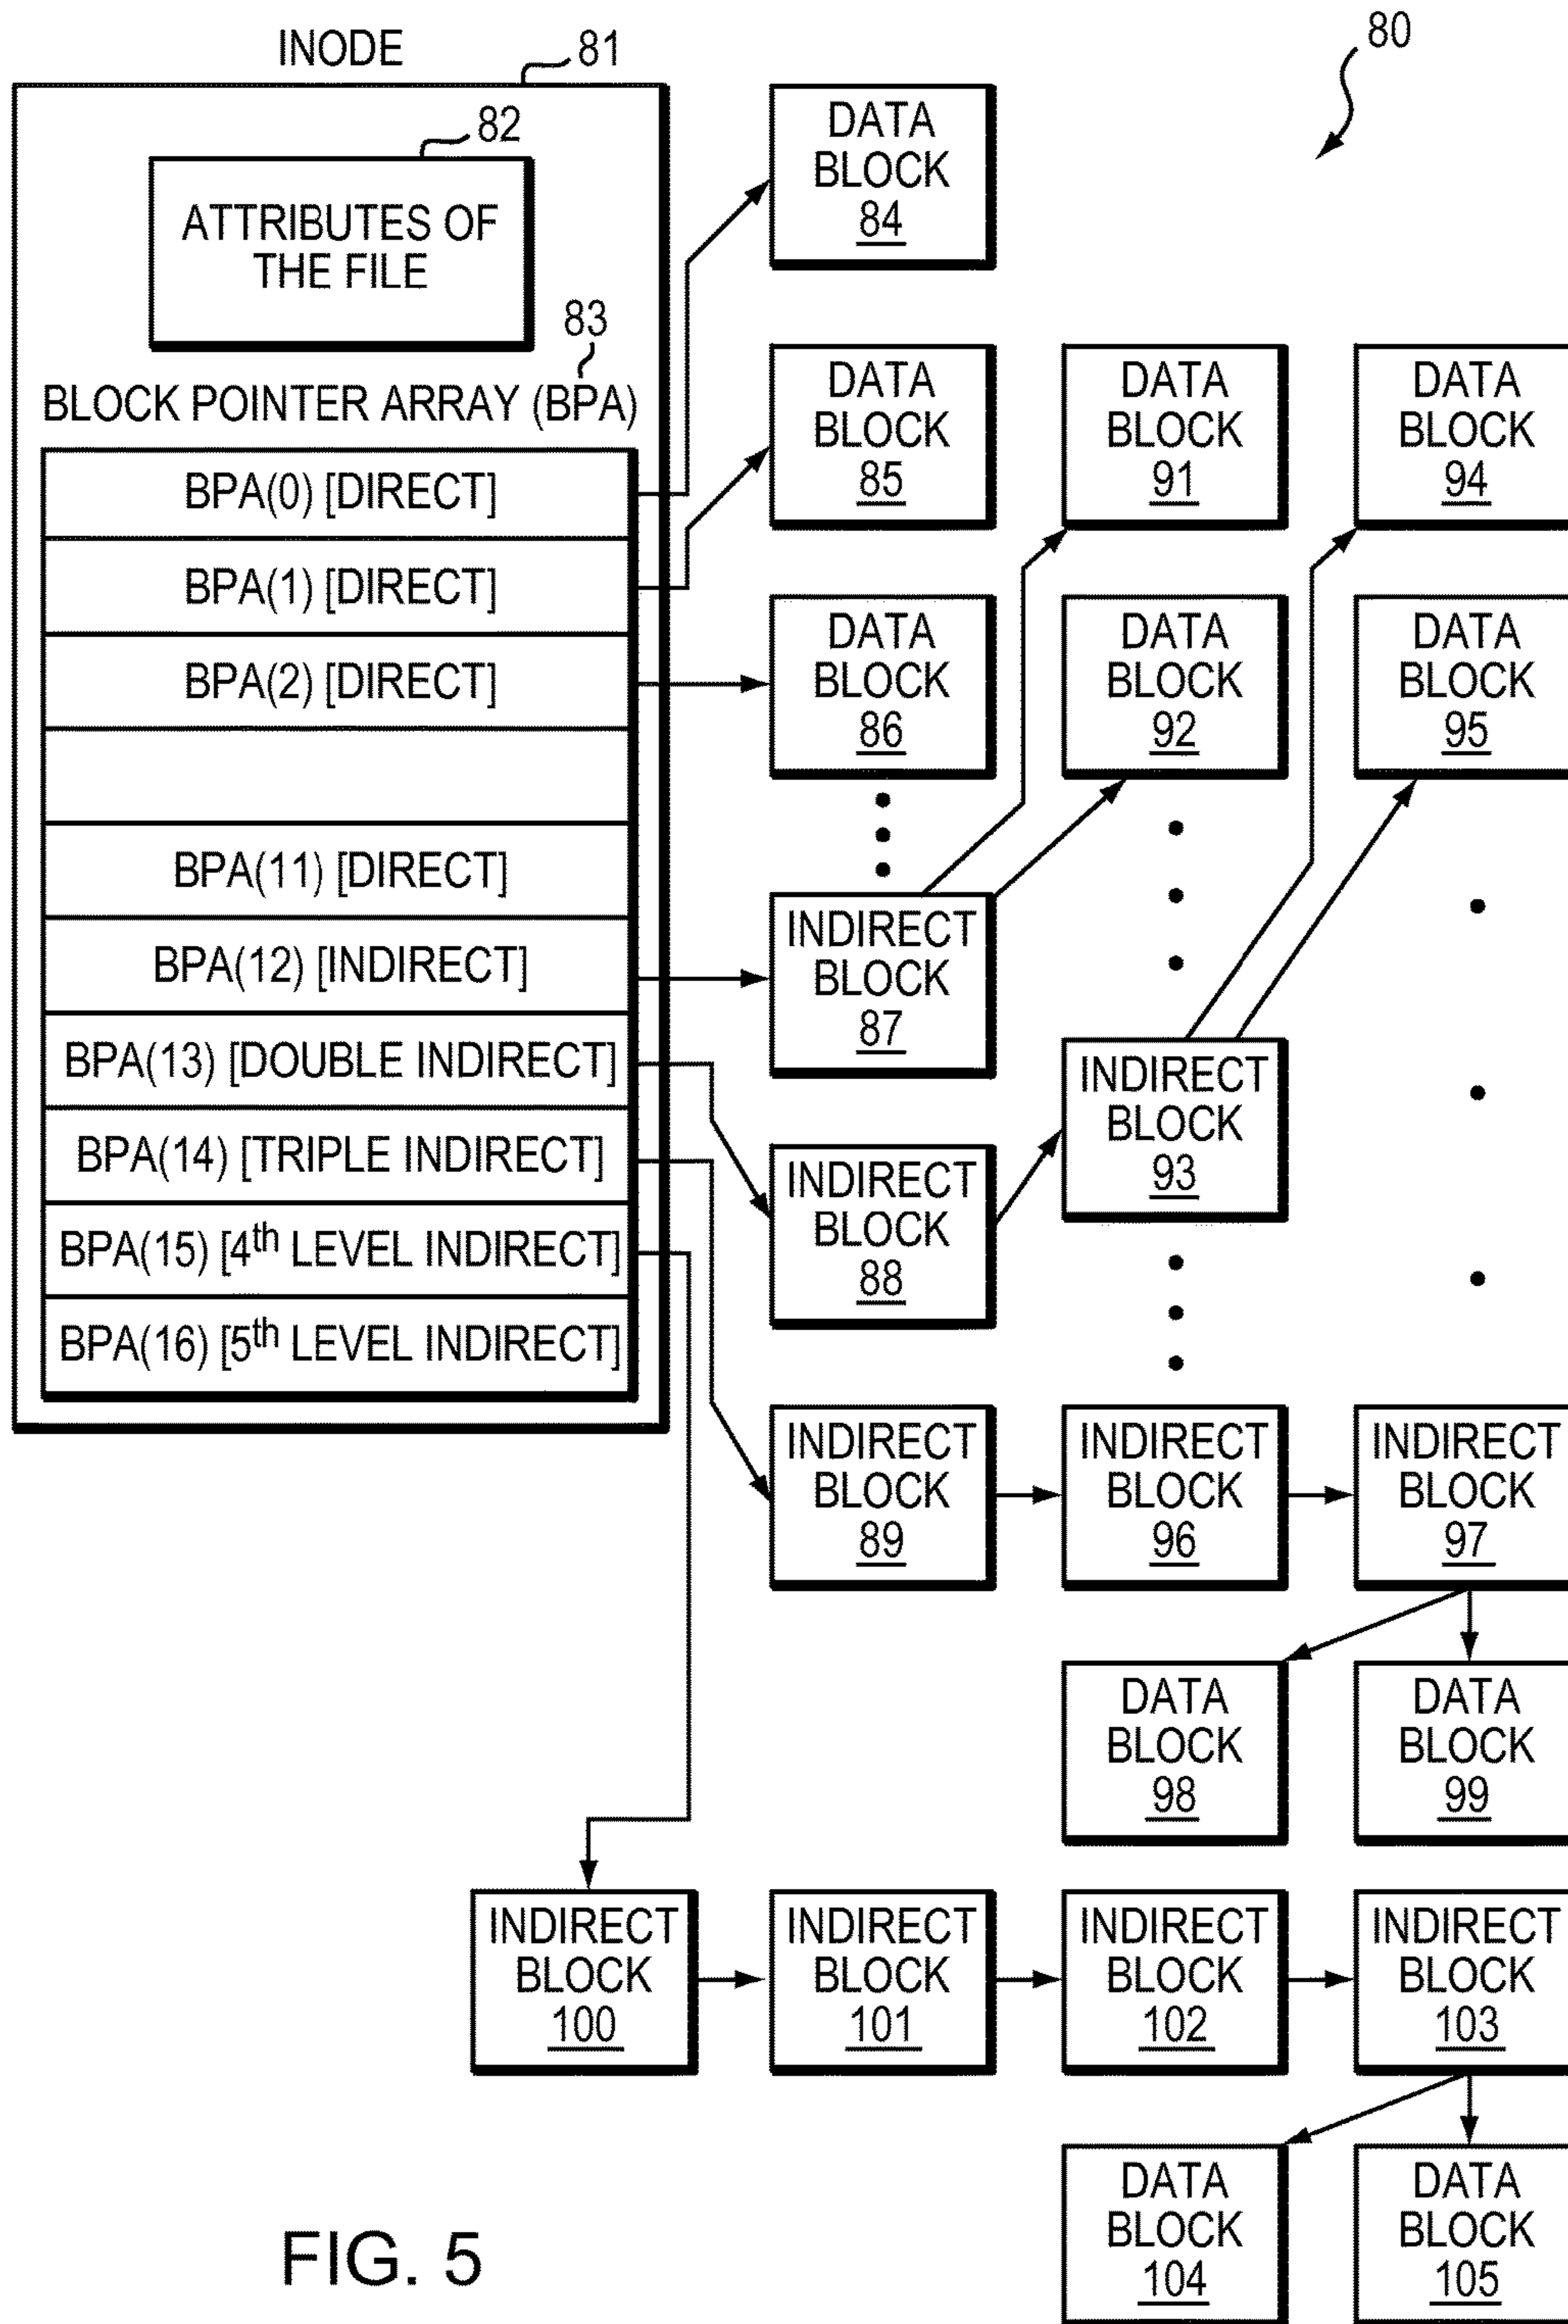 INODE
81
80
82
ATTRIBUTES OF
THE FILE
83
BLOCK POINTER ARRAY (BPA)
BPA(0) [DIRECT]
BPA(1) [DIRECT]
BPA(2) [DIRECT]
BPA(11) [DIRECT]
BPA(12) [INDIRECT]
BPA(13) [DOUBLE INDIRECT]
BPA(14) [TRIPLE INDIRECT]
BPA(15) [4th LEVEL INDIRECT]
BPA(16) [5th LEVEL INDIRECT]
DATA
BLOCK
84
DATA
BLOCK
85
DATA
BLOCK
91
DATA
BLOCK
94
DATA
BLOCK
86
DATA
BLOCK
92
DATA
BLOCK
95
INDIRECT
BLOCK
87
INDIRECT
BLOCK
93
INDIRECT
BLOCK
88
INDIRECT
BLOCK
89
INDIRECT
BLOCK
96
INDIRECT
BLOCK
97
DATA
BLOCK
98
DATA
BLOCK
99
INDIRECT
BLOCK
100
INDIRECT
BLOCK
101
INDIRECT
BLOCK
102
INDIRECT
BLOCK
103
DATA
BLOCK
104
DATA
BLOCK
105
FIG. 5